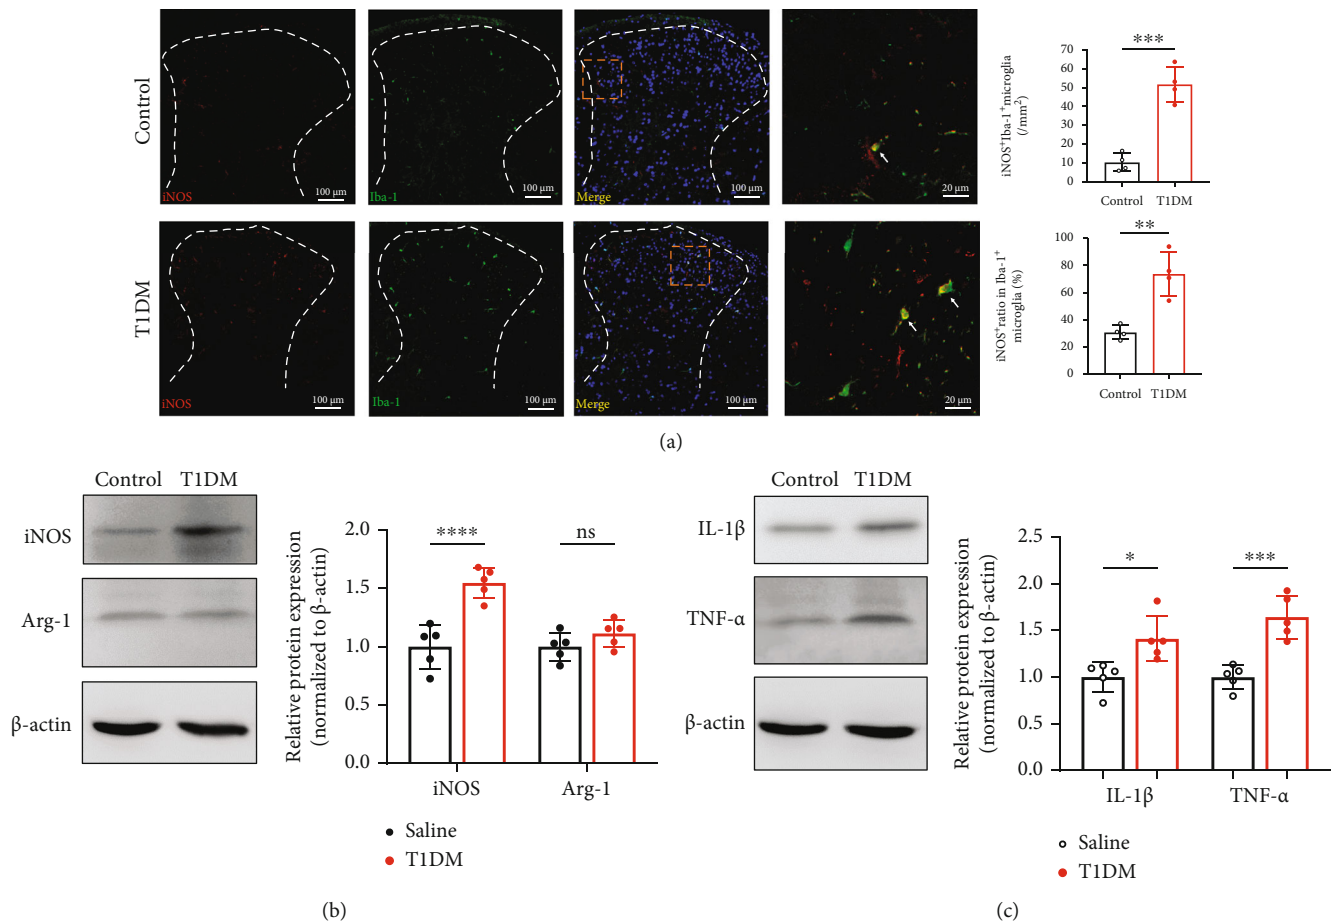 Control
iNOS
100 µm
Iba-1
100 µm
Merge
100 µm
20 µm
iNOS⁺Iba-1⁺microglia
(/mm²)
70
60
50
40
30
20
10
0
***
Control T1DM
T1DM
iNOS
100 µm
Iba-1
100 µm
Merge
100 µm
20 µm
iNOS⁺ratio in Iba-1⁺
microglia (%)
100
80
60
40
20
0
**
Control T1DM
(a)
Control T1DM
iNOS
Arg-1
β-actin
Relative protein expression
(normalized to β-actin)
2.0
1.5
1.0
0.5
0.0
****
ns
iNOS Arg-1
Saline
T1DM
(b)
Control T1DM
IL-1β
TNF-α
β-actin
Relative protein expression
(normalized to β-actin)
2.5
2.0
1.5
1.0
0.5
0.0
*
***
IL-1β TNF-α
Saline
T1DM
(c)